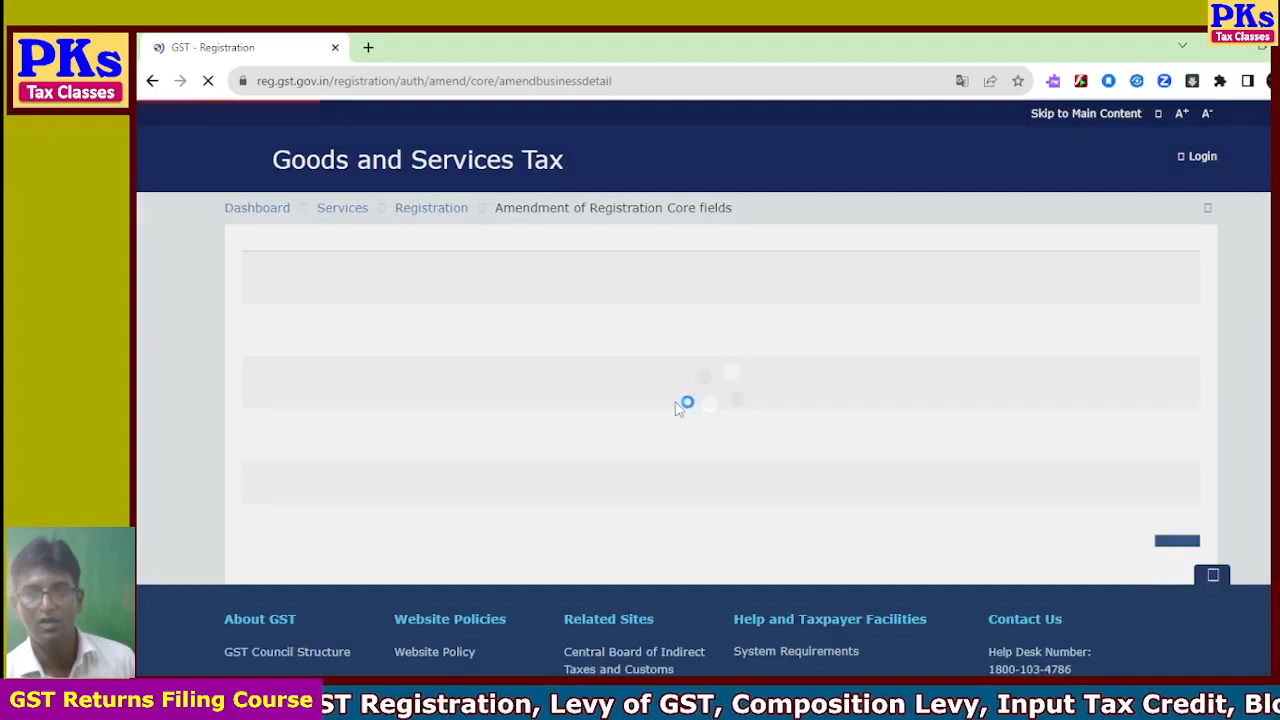 PKs
Tax Classes
PKs
Tax Classes
GST - Registration
reg.gst.gov.in/registration/auth/amend/core/amendbusinessdetail
Skip to Main Content A+ A-
Goods and Services Tax
Login
Dashboard Services Registration Amendment of Registration Core fields
About GST
Website Policies
Related Sites
Help and Taxpayer Facilities
Contact Us
GST Council Structure
Website Policy
Central Board of Indirect
Taxes and Customs
System Requirements
Help Desk Number:
1800-103-4786
GST Returns Filing Course
ST Registration, Levy of GST, Composition Levy, Input Tax Credit, Blo